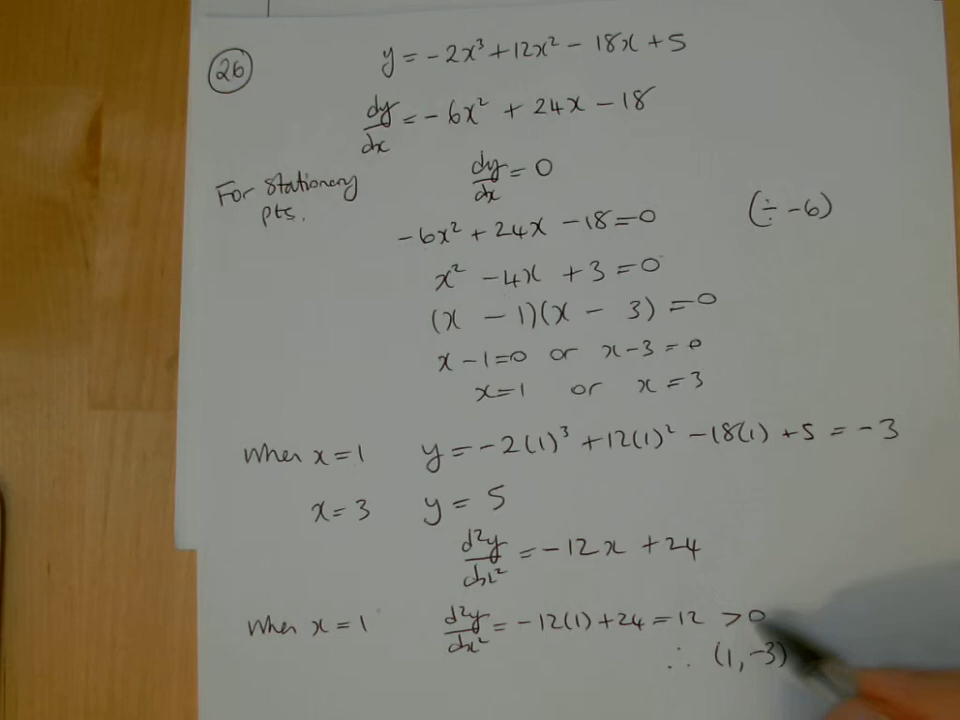 26 y = -2x³ + 12x² - 18x + 5
dy/dx = -6x² + 24x - 18
For stationary pts. dy/dx = 0
-6x² + 24x - 18 = 0 (÷ -6)
x² - 4x + 3 = 0
(x - 1)(x - 3) = 0
x - 1 = 0 or x - 3 = 0
x = 1 or x = 3
When x = 1 y = -2(1)³ + 12(1)² - 18(1) + 5 = -3
x = 3 y = 5
d²y/dx² = -12x + 24
When x = 1 d²y/dx² = -12(1) + 24 = 12 > 0
∴ (1, -3)